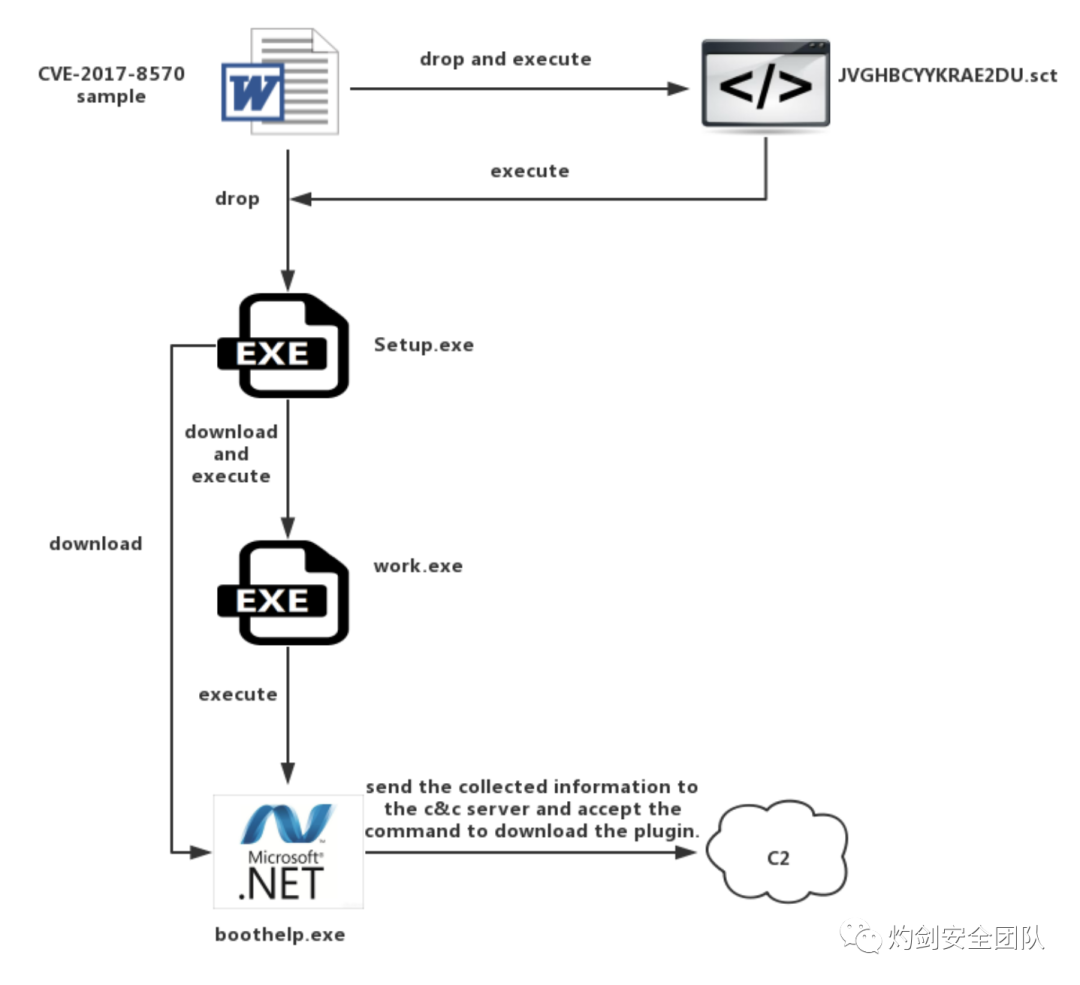 CVE-2017-8570
sample
W
drop and execute
</>
JVGHBCYYKRAE2DU.sct
execute
drop
EXE
Setup.exe
download
and
execute
download
EXE
work.exe
execute
send the collected information to
the c&c server and accept the
command to download the plugin.
Microsoft®
.NET
C2
boothelp.exe
灼剑安全团队